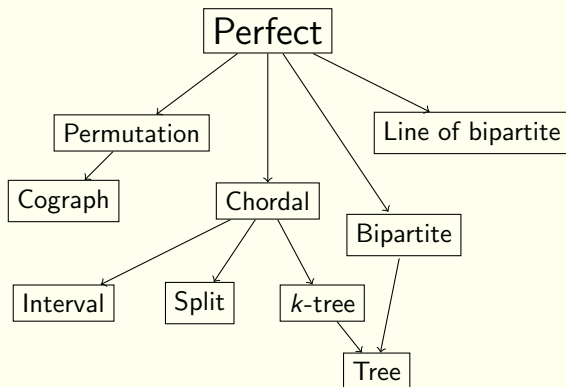 Perfect
Permutation
Line of bipartite
Cograph
Chordal
Bipartite
Interval
Split
k-tree
Tree